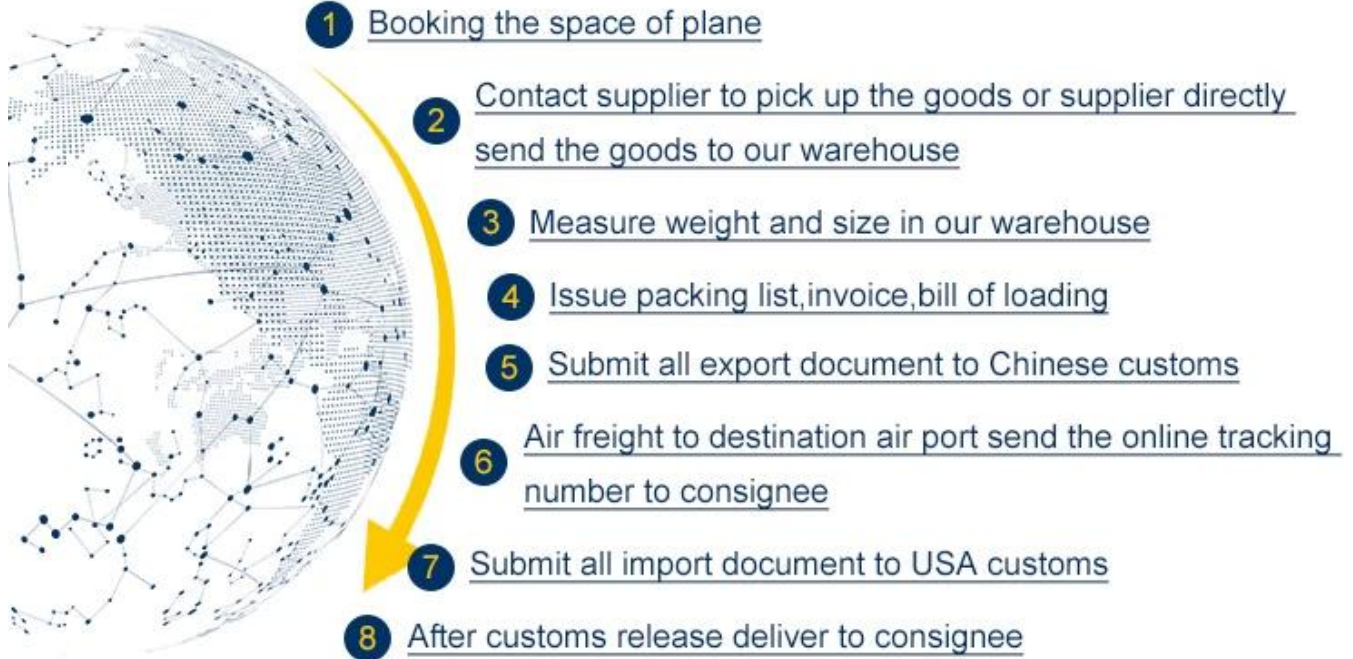 1 Booking the space of plane
2 Contact supplier to pick up the goods or supplier directly
send the goods to our warehouse
3 Measure weight and size in our warehouse
4 Issue packing list,invoice,bill of loading
5 Submit all export document to Chinese customs
6 Air freight to destination air port send the online tracking
number to consignee
7 Submit all import document to USA customs
8 After customs release deliver to consignee